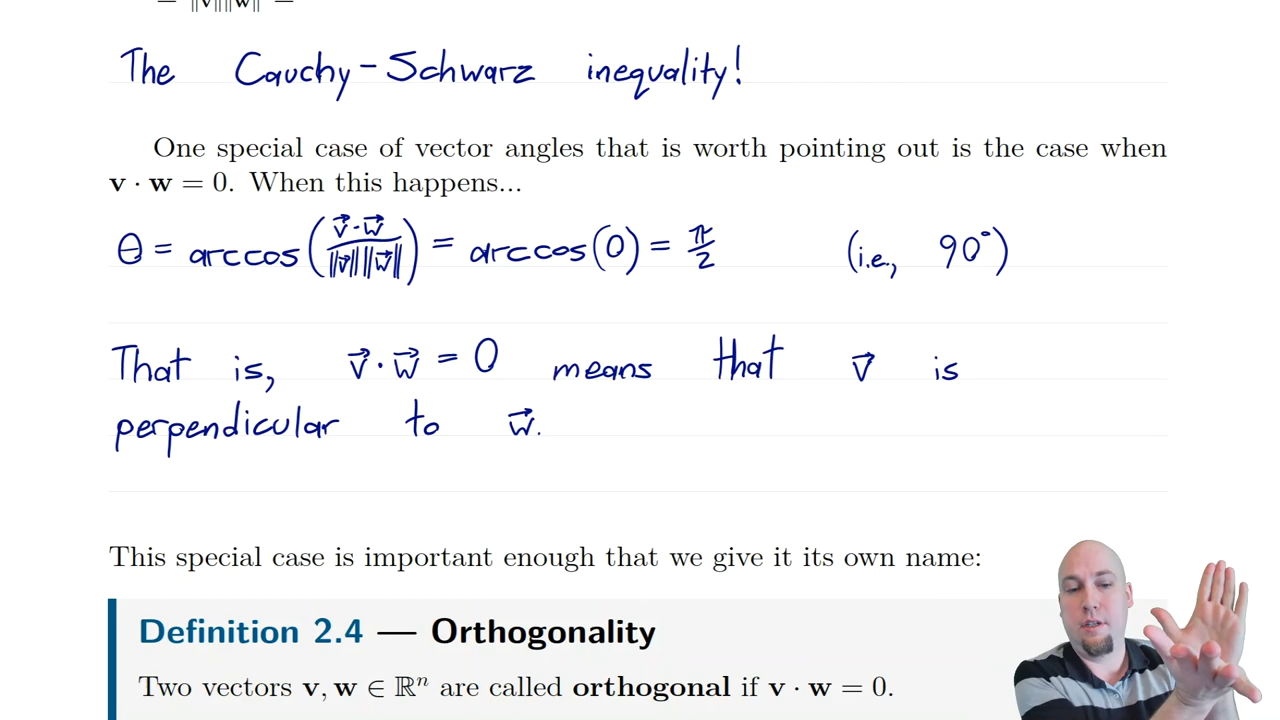 = ‖v‖‖w‖ =
The Cauchy-Schwarz inequality!
One special case of vector angles that is worth pointing out is the case when
v · w = 0. When this happens...
θ = arccos(v⃗·w⃗ / ‖v⃗‖‖w⃗‖) = arccos(0) = π/2 (i.e., 90°)
That is, v⃗·w⃗ = 0 means that v⃗ is
perpendicular to w⃗.
This special case is important enough that we give it its own name:
Definition 2.4 — Orthogonality
Two vectors v, w ∈ ℝⁿ are called orthogonal if v · w = 0.